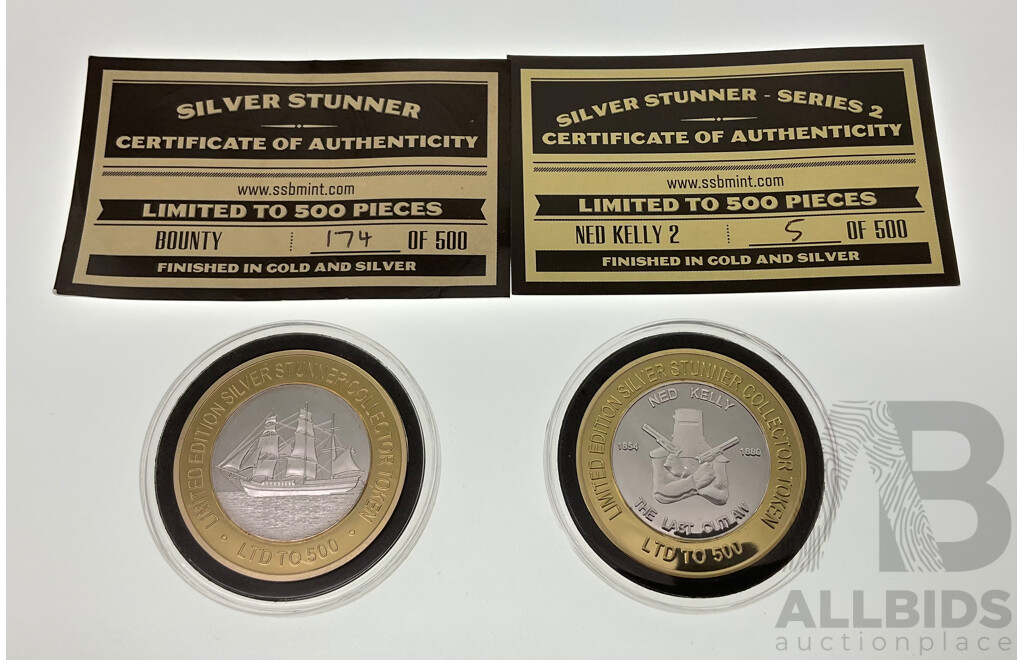 SILVER STUNNER
CERTIFICATE OF AUTHENTICITY
www.ssbmint.com
LIMITED TO 500 PIECES
BOUNTY 174 OF 500
FINISHED IN GOLD AND SILVER
SILVER STUNNER - SERIES 2
CERTIFICATE OF AUTHENTICITY
www.ssbmint.com
LIMITED TO 500 PIECES
NED KELLY 2 5 OF 500
FINISHED IN GOLD AND SILVER
LIMITED EDITION SILVER STUNNER COLLECTOR TOKEN
• LTD TO 500 •
LIMITED EDITION SILVER STUNNER COLLECTOR TOKEN
NED KELLY
1854 1880
THE LAST OUTLAW
LTD TO 500
AB
ALLBIDS
auctionplace